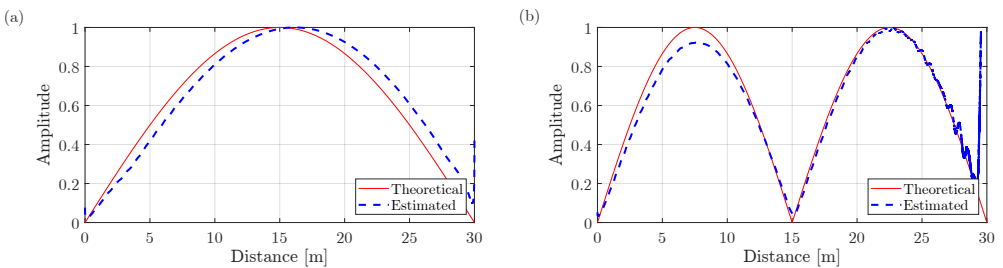 (a)
Amplitude
1
0.8
0.6
0.4
0.2
0
0 5 10 15 20 25 30
Distance [m]
Theoretical
Estimated
(b)
Amplitude
1
0.8
0.6
0.4
0.2
0
0 5 10 15 20 25 30
Distance [m]
Theoretical
Estimated